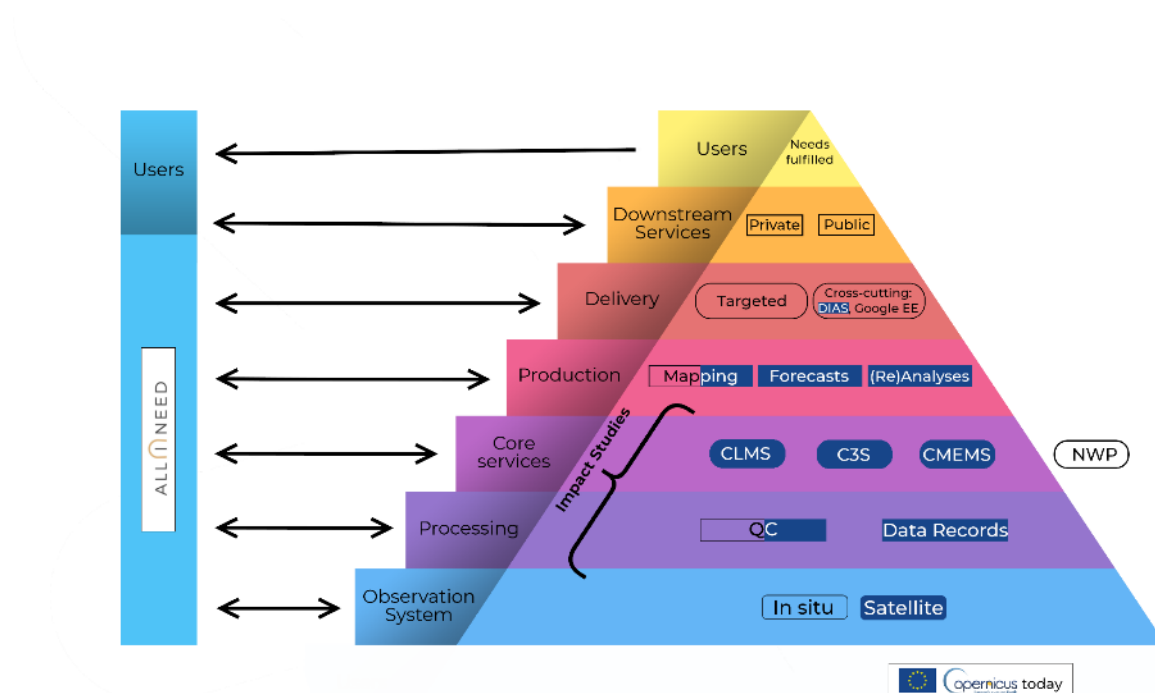 Users
ALL IN NEED
Users
Needs
fulfilled
Downstream
Services
Private
Public
Delivery
Targeted
Cross-cutting:
DIAS, Google EE
Production
Mapping
Forecasts
(Re)Analyses
Impact Studies
Core
services
CLMS
C3S
CMEMS
NWP
Processing
QC
Data Records
Observation
System
In situ
Satellite
opernicus today